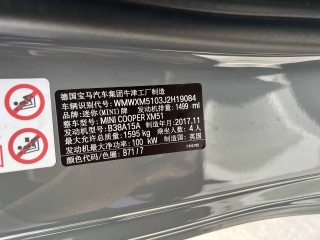 德国宝马汽车集团牛津工厂制造
车辆识别代号: WMWXM5103J2H19084
品牌: 迷你(MINI)牌 发动机排量: 1499 ml
整车型号: MINI COOPER XM51
发动机型号: B38A15A 制造年月: 2017.11
最大允许总质量: 1595 kg 乘坐人数: 4 人
发动机最大净功率: 100 kW 制造国: 英国
颜色代码/色层: B71 / 7